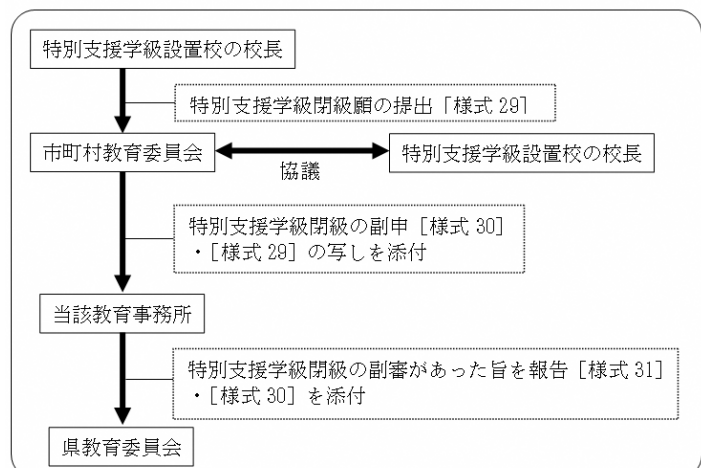 特別支援学級設置校の校長
特別支援学級閉級願の提出「様式29]
市町村教育委員会
特別支援学級設置校の校長
協議
特別支援学級閉級の副申［様式30］
・［様式29］の写しを添付
当該教育事務所
特別支援学級閉級の副審があった旨を報告［様式31］
・［様式30］を添付
県教育委員会